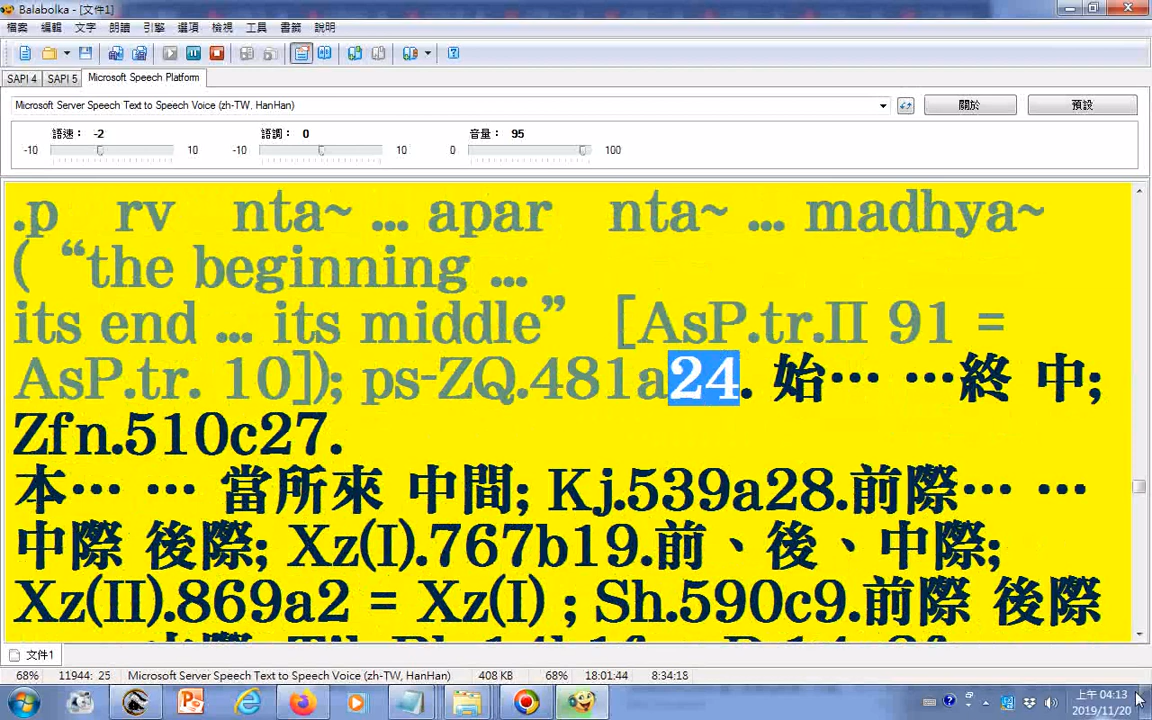 Balabolka - [文件1]
檔案 編輯 文字 朗讀 引擎 選項 檢視 工具 書籤 說明
SAPI 4 SAPI 5 Microsoft Speech Platform
Microsoft Server Speech Text to Speech Voice (zh-TW, HanHan) 關於 預設
語速： -2 語調： 0 音量： 95
-10 10 -10 10 0 100
.p rv nta~ ... apar nta~ ... madhya~
( “the beginning ...
its end ... its middle” [AsP.tr.II 91 =
AsP.tr. 10]); ps-ZQ.481a24. 始… …終 中;
Zfn.510c27.
本… … 當所來 中間; Kj.539a28.前際… …
中際 後際; Xz(I).767b19.前、後、中際;
Xz(II).869a2 = Xz(I) ; Sh.590c9.前際 後際
文件1
68% 11944: 25 Microsoft Server Speech Text to Speech Voice (zh-TW, HanHan) 408 KB 68% 18:01:44 8:34:18
上午 04:13
2019/11/20